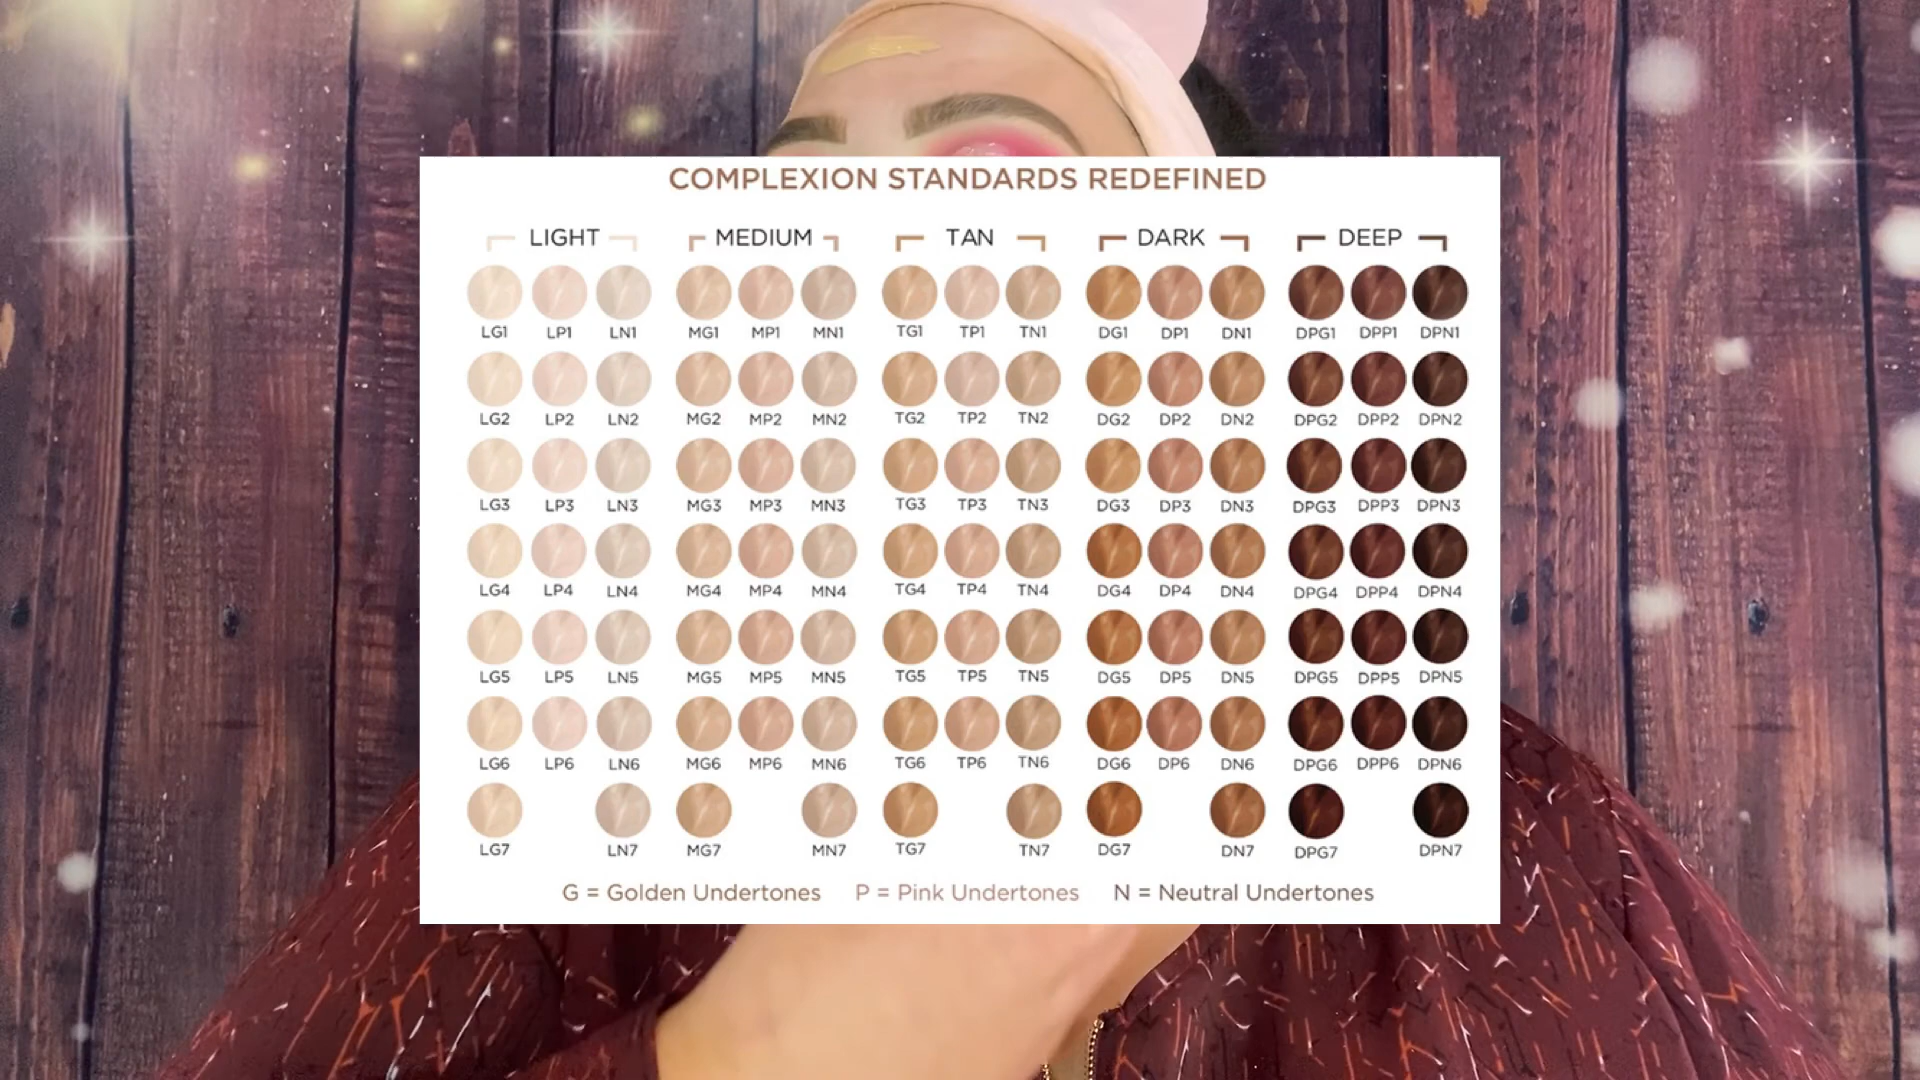 COMPLEXION STANDARDS REDEFINED
LIGHT MEDIUM TAN DARK DEEP
LG1 LP1 LN1 MG1 MP1 MN1 TG1 TP1 TN1 DG1 DP1 DN1 DPG1 DPP1 DPN1
LG2 LP2 LN2 MG2 MP2 MN2 TG2 TP2 TN2 DG2 DP2 DN2 DPG2 DPP2 DPN2
LG3 LP3 LN3 MG3 MP3 MN3 TG3 TP3 TN3 DG3 DP3 DN3 DPG3 DPP3 DPN3
LG4 LP4 LN4 MG4 MP4 MN4 TG4 TP4 TN4 DG4 DP4 DN4 DPG4 DPP4 DPN4
LG5 LP5 LN5 MG5 MP5 MN5 TG5 TP5 TN5 DG5 DP5 DN5 DPG5 DPP5 DPN5
LG6 LP6 LN6 MG6 MP6 MN6 TG6 TP6 TN6 DG6 DP6 DN6 DPG6 DPP6 DPN6
LG7 LN7 MG7 MN7 TG7 TN7 DG7 DN7 DPG7 DPN7
G = Golden Undertones P = Pink Undertones N = Neutral Undertones